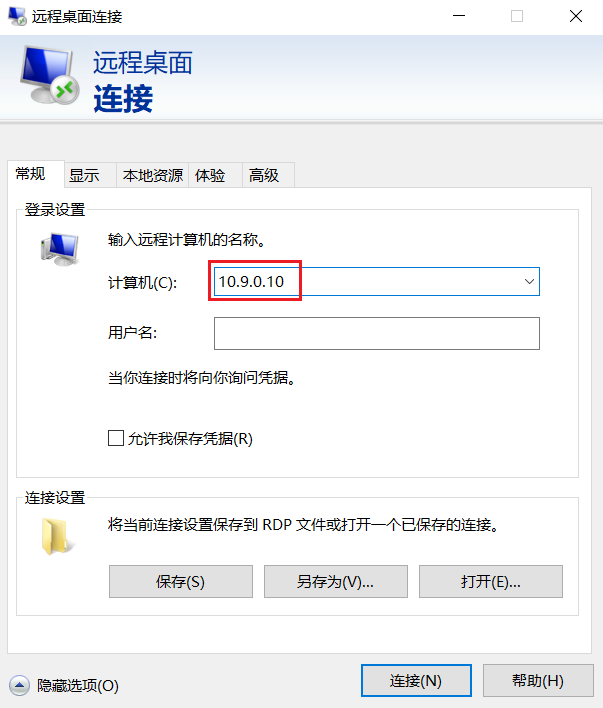 远程桌面连接
远程桌面
连接
常规 显示 本地资源 体验 高级
登录设置
输入远程计算机的名称。
计算机(C): 10.9.0.10
用户名:
当你连接时将向你询问凭据。
允许我保存凭据(R)
连接设置
将当前连接设置保存到 RDP 文件或打开一个已保存的连接。
保存(S) 另存为(V)... 打开(E)...
隐藏选项(O) 连接(N) 帮助(H)